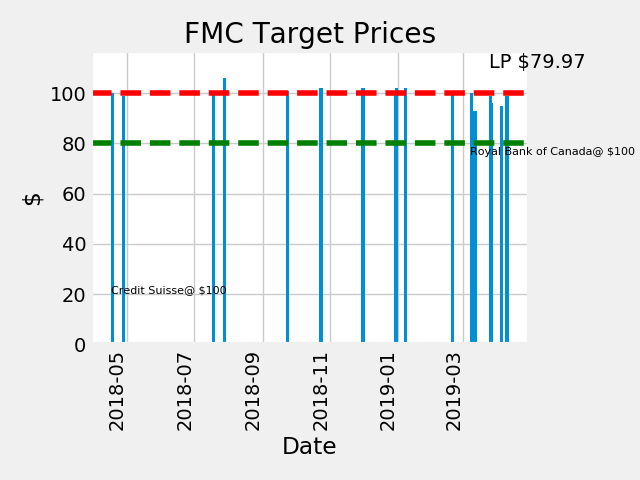 FMC Target Prices
LP $79.97
100
80
60
40
20
0
$
Royal Bank of Canada@ $100
Credit Suisse@ $100
2018-05
2018-07
2018-09
2018-11
2019-01
2019-03
Date